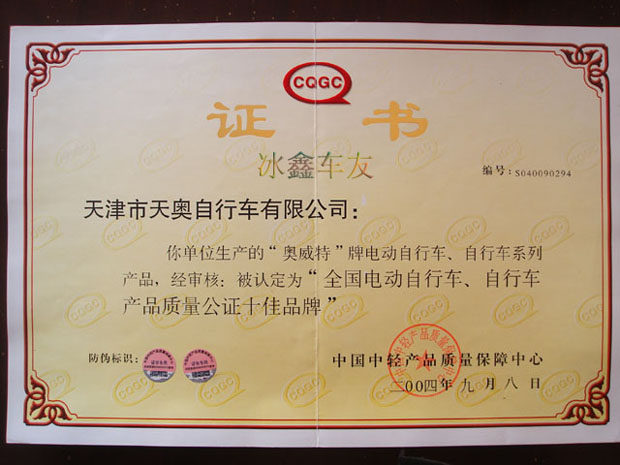 CQGC
证书
冰鑫车友
编号：S040090294
天津市天奥自行车有限公司：
你单位生产的“奥威特”牌电动自行车、自行车系列
产品，经审核：被认定为“全国电动自行车、自行车
产品质量公证十佳品牌”
防伪标识：
中国中轻产品质量保障中心
二00四年九月八日